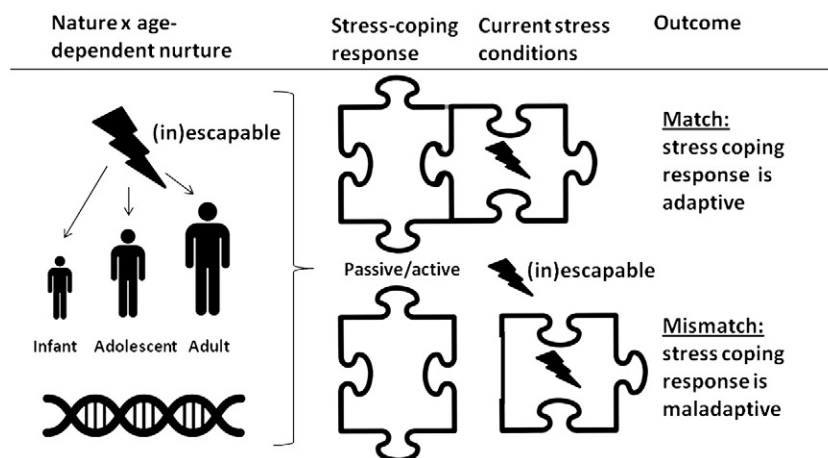 Nature x age-
dependent nurture
Stress-coping
response
Current stress
conditions
Outcome
(in)escapable
Infant
Adolescent
Adult
Passive/active
(in)escapable
Match:
stress coping
response is
adaptive
Mismatch:
stress coping
response is
maladaptive